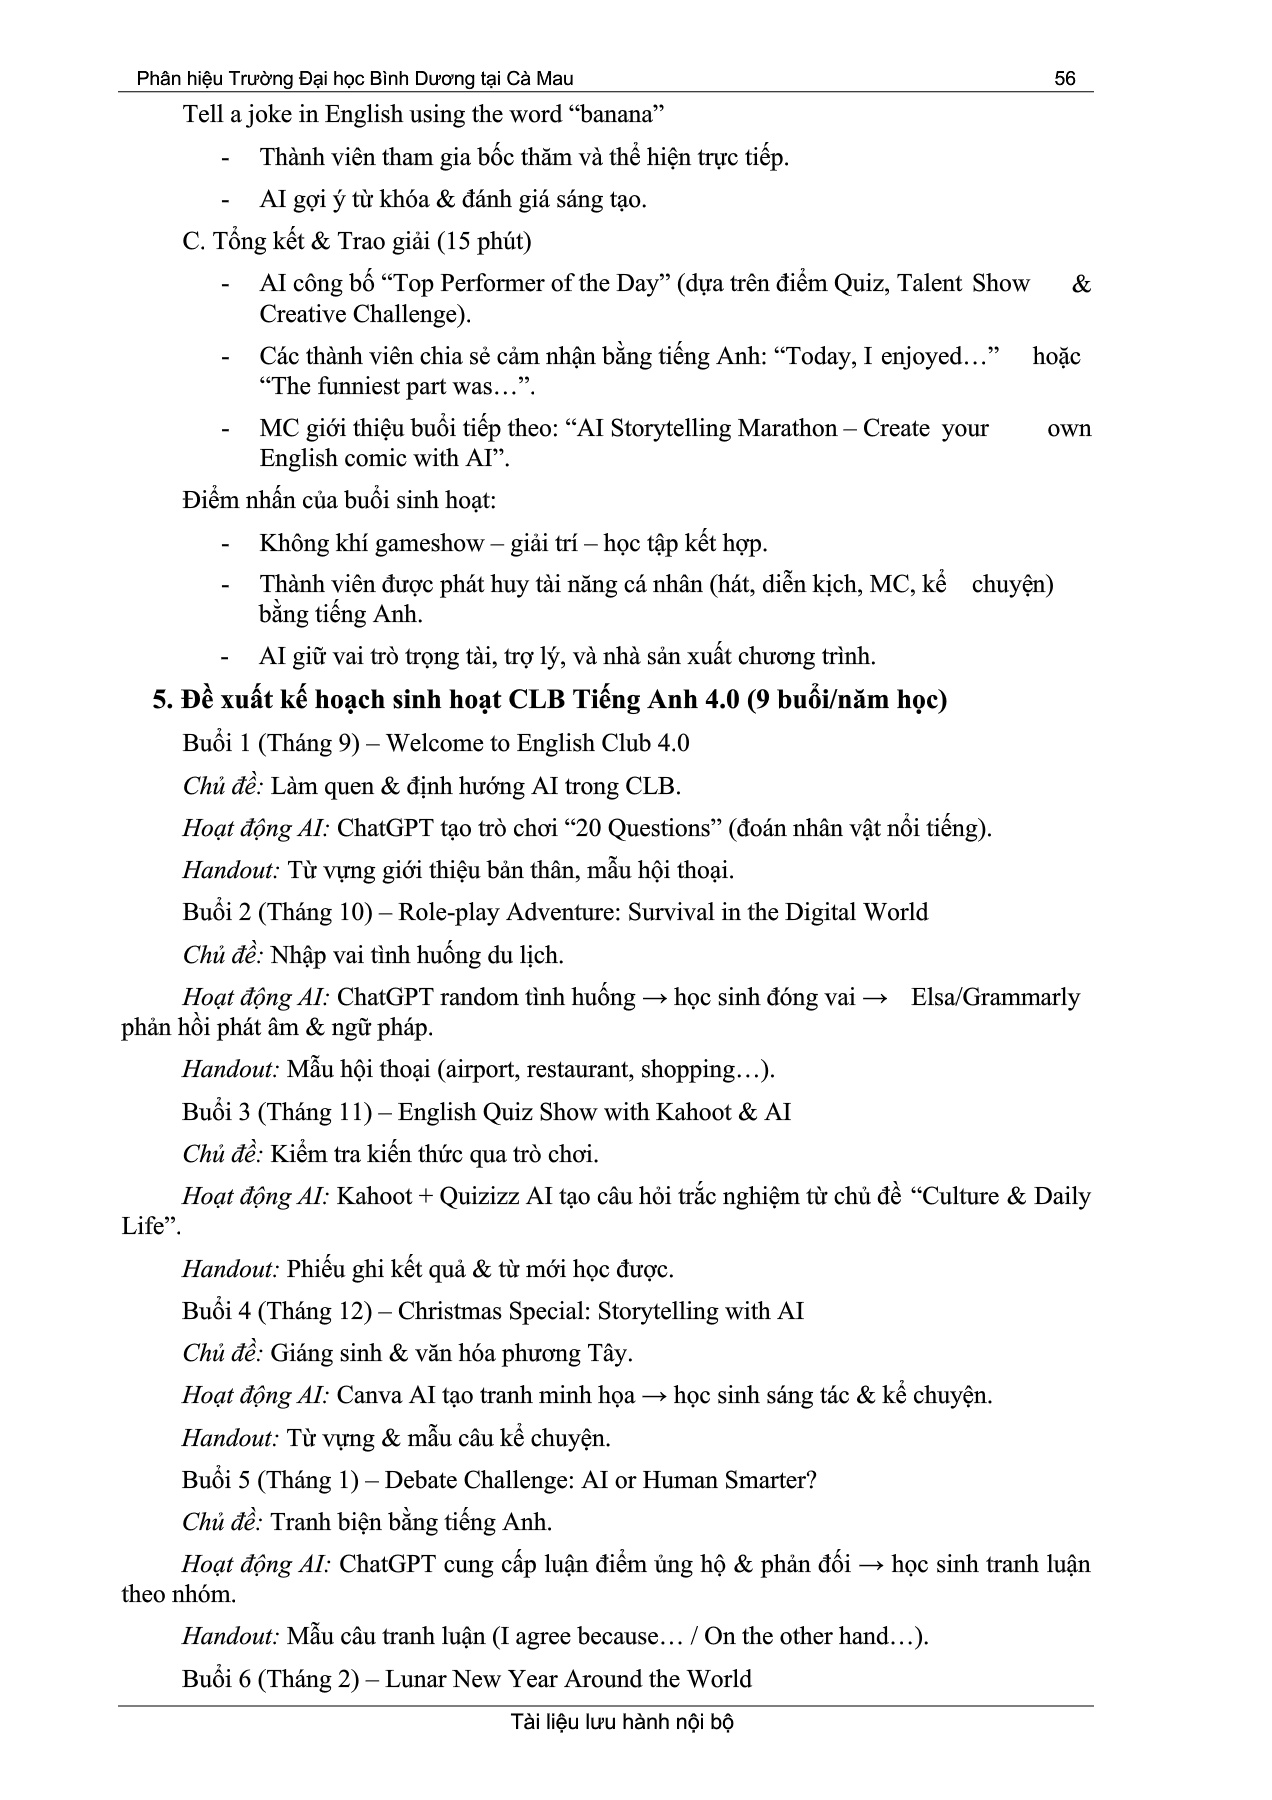 Phân hiệu Trường Đại học Bình Dương tại Cà Mau 56
Tell a joke in English using the word “banana”
- Thành viên tham gia bốc thăm và thể hiện trực tiếp.
- AI gợi ý từ khóa & đánh giá sáng tạo.
C. Tổng kết & Trao giải (15 phút)
- AI công bố “Top Performer of the Day” (dựa trên điểm Quiz, Talent Show &
Creative Challenge).
- Các thành viên chia sẻ cảm nhận bằng tiếng Anh: “Today, I enjoyed…” hoặc
“The funniest part was…”.
- MC giới thiệu buổi tiếp theo: “AI Storytelling Marathon – Create your own
English comic with AI”.
Điểm nhấn của buổi sinh hoạt:
- Không khí gameshow – giải trí – học tập kết hợp.
- Thành viên được phát huy tài năng cá nhân (hát, diễn kịch, MC, kể chuyện)
bằng tiếng Anh.
- AI giữ vai trò trọng tài, trợ lý, và nhà sản xuất chương trình.
5. Đề xuất kế hoạch sinh hoạt CLB Tiếng Anh 4.0 (9 buổi/năm học)
Buổi 1 (Tháng 9) – Welcome to English Club 4.0
Chủ đề: Làm quen & định hướng AI trong CLB.
Hoạt động AI: ChatGPT tạo trò chơi “20 Questions” (đoán nhân vật nổi tiếng).
Handout: Từ vựng giới thiệu bản thân, mẫu hội thoại.
Buổi 2 (Tháng 10) – Role-play Adventure: Survival in the Digital World
Chủ đề: Nhập vai tình huống du lịch.
Hoạt động AI: ChatGPT random tình huống → học sinh đóng vai → Elsa/Grammarly
phản hồi phát âm & ngữ pháp.
Handout: Mẫu hội thoại (airport, restaurant, shopping…).
Buổi 3 (Tháng 11) – English Quiz Show with Kahoot & AI
Chủ đề: Kiểm tra kiến thức qua trò chơi.
Hoạt động AI: Kahoot + Quizizz AI tạo câu hỏi trắc nghiệm từ chủ đề “Culture & Daily
Life”.
Handout: Phiếu ghi kết quả & từ mới học được.
Buổi 4 (Tháng 12) – Christmas Special: Storytelling with AI
Chủ đề: Giáng sinh & văn hóa phương Tây.
Hoạt động AI: Canva AI tạo tranh minh họa → học sinh sáng tác & kể chuyện.
Handout: Từ vựng & mẫu câu kể chuyện.
Buổi 5 (Tháng 1) – Debate Challenge: AI or Human Smarter?
Chủ đề: Tranh biện bằng tiếng Anh.
Hoạt động AI: ChatGPT cung cấp luận điểm ủng hộ & phản đối → học sinh tranh luận
theo nhóm.
Handout: Mẫu câu tranh luận (I agree because… / On the other hand…).
Buổi 6 (Tháng 2) – Lunar New Year Around the World
Tài liệu lưu hành nội bộ